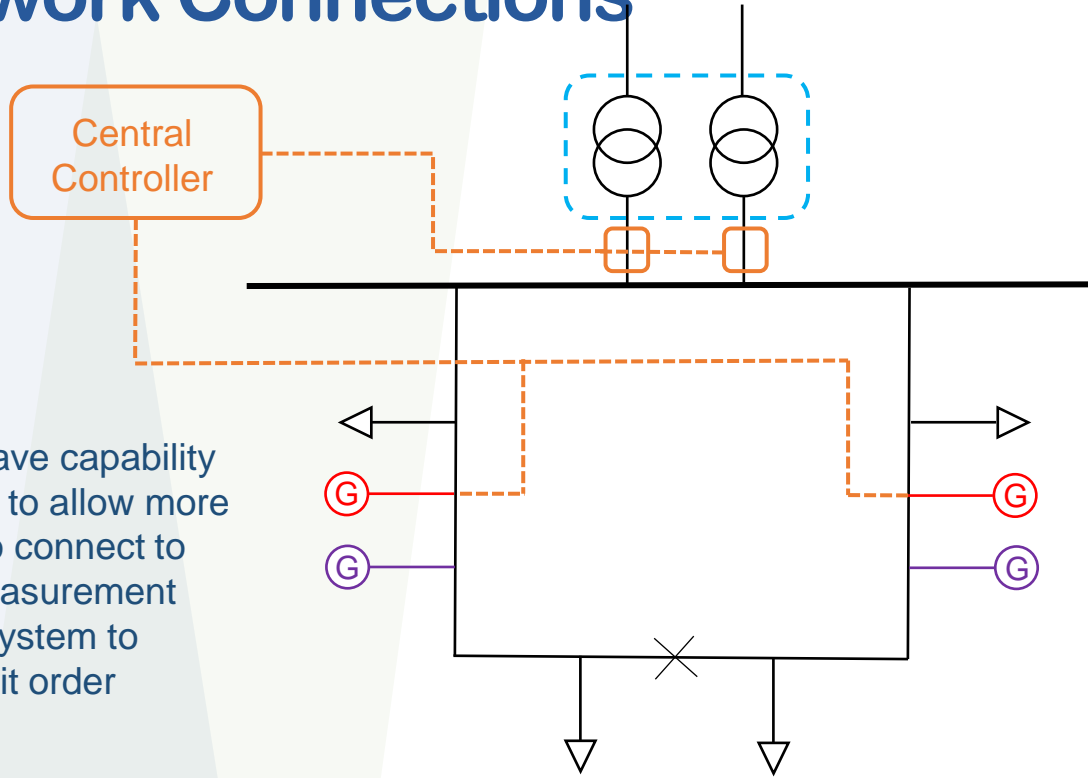 work Connections
Central
Controller
ave capability
to allow more
o connect to
asurement
ystem to
it order
G
G
G
G